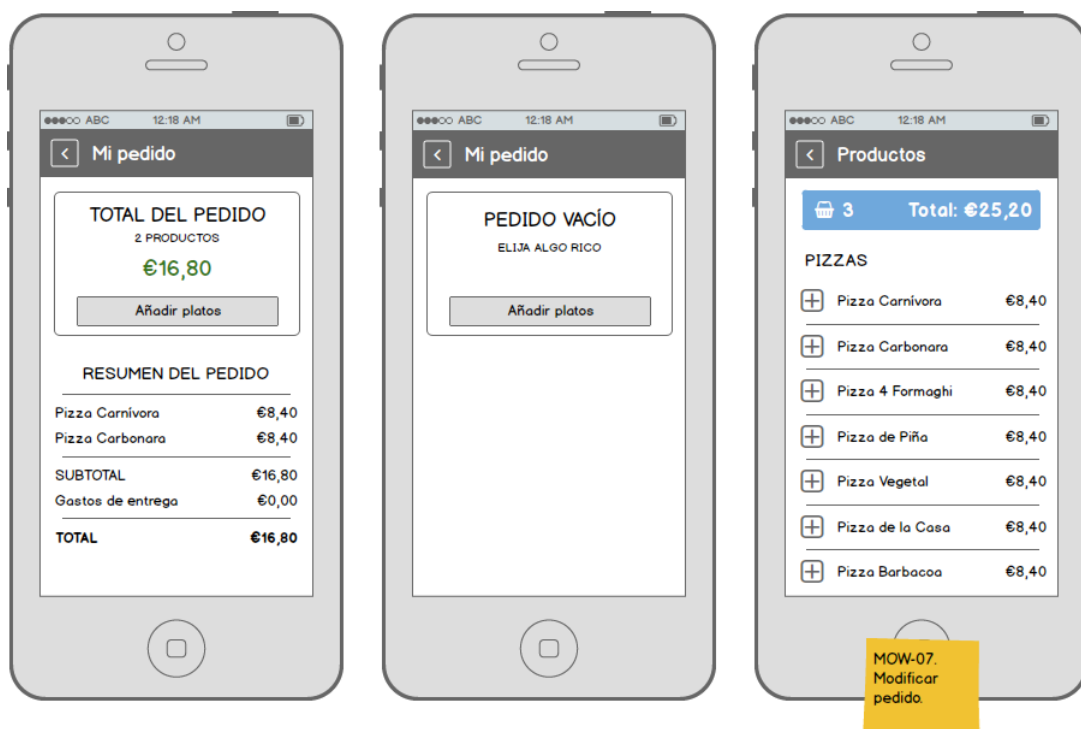 ABC 12:18 AM
Mi pedido
TOTAL DEL PEDIDO
2 PRODUCTOS
€16,80
Añadir platos
RESUMEN DEL PEDIDO
Pizza Carnívora €8,40
Pizza Carbonara €8,40
SUBTOTAL €16,80
Gastos de entrega €0,00
TOTAL €16,80
ABC 12:18 AM
Mi pedido
PEDIDO VACÍO
ELIJA ALGO RICO
Añadir platos
ABC 12:18 AM
Productos
3 Total: €25,20
PIZZAS
Pizza Carnívora €8,40
Pizza Carbonara €8,40
Pizza 4 Formaghi €8,40
Pizza de Piña €8,40
Pizza Vegetal €8,40
Pizza de la Casa €8,40
Pizza Barbacoa €8,40
MOW-07.
Modificar
pedido.